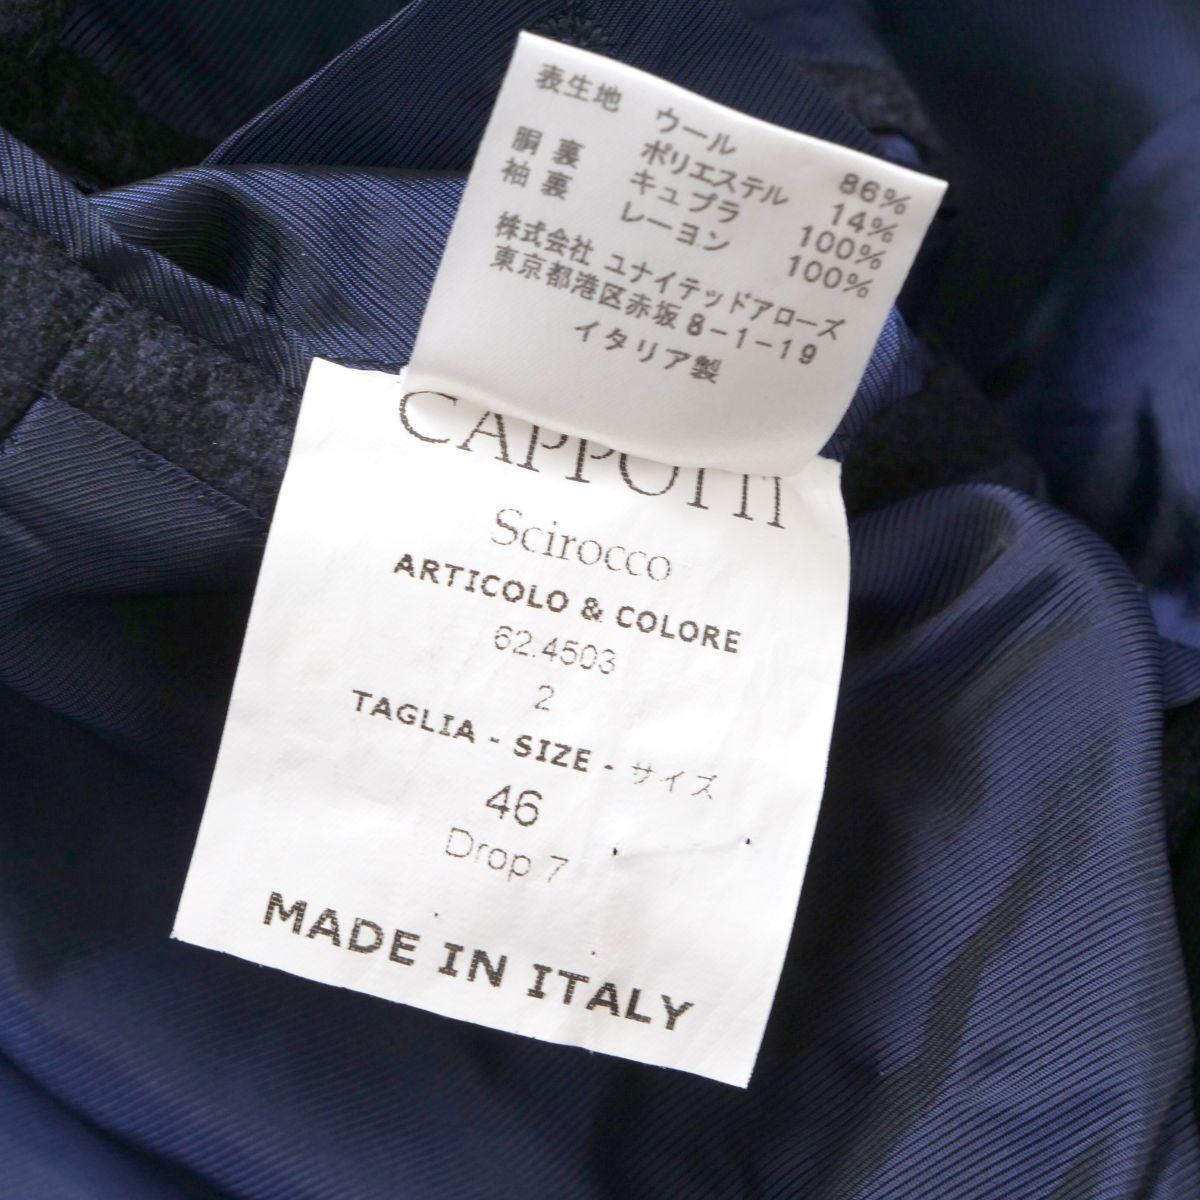 表生地 ウール 86%
ポリエステル 14%
胴裏 キュプラ 100%
袖裏 レーヨン 100%
株式会社 ユナイテッドアローズ
東京都港区赤坂8-1-19
イタリア製
CAPPOTTI
Scirocco
ARTICOLO & COLORE
62.4503
2
TAGLIA - SIZE - サイズ
46
Drop 7
MADE IN ITALY